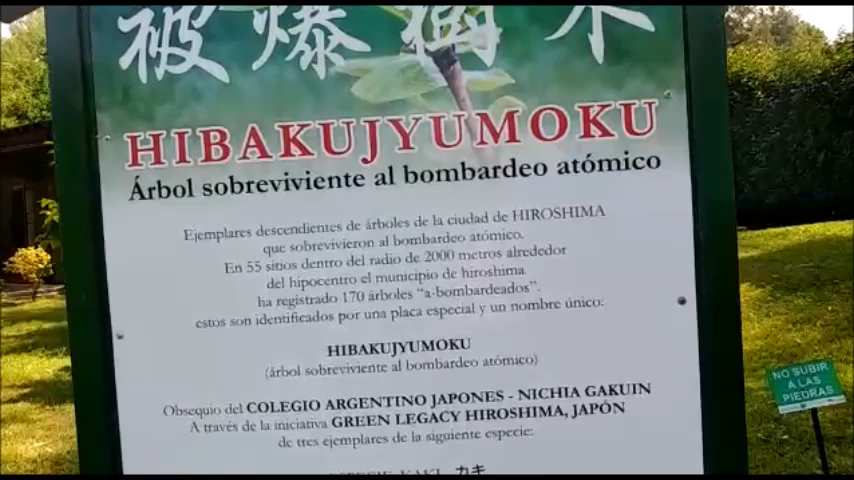 被爆樹木
HIBAKUJYUMOKU
Árbol sobreviviente al bombardeo atómico
Ejemplares descendientes de árboles de la ciudad de HIROSHIMA
que sobrevivieron al bombardeo atómico.
En 55 sitios dentro del radio de 2000 metros alrededor
del hipocentro el municipio de hiroshima
ha registrado 170 árboles "a-bombardeados".
estos son identificados por una placa especial y un nombre único:
HIBAKUJYUMOKU
(árbol sobreviviente al bombardeo atómico)
Obsequio del COLEGIO ARGENTINO JAPONES - NICHIA GAKUIN
A través de la iniciativa GREEN LEGACY HIROSHIMA, JAPÓN
de tres ejemplares de la siguiente especie:
ESPECIE KAKI カキ
NO SUBIR
A LAS
PIEDRAS